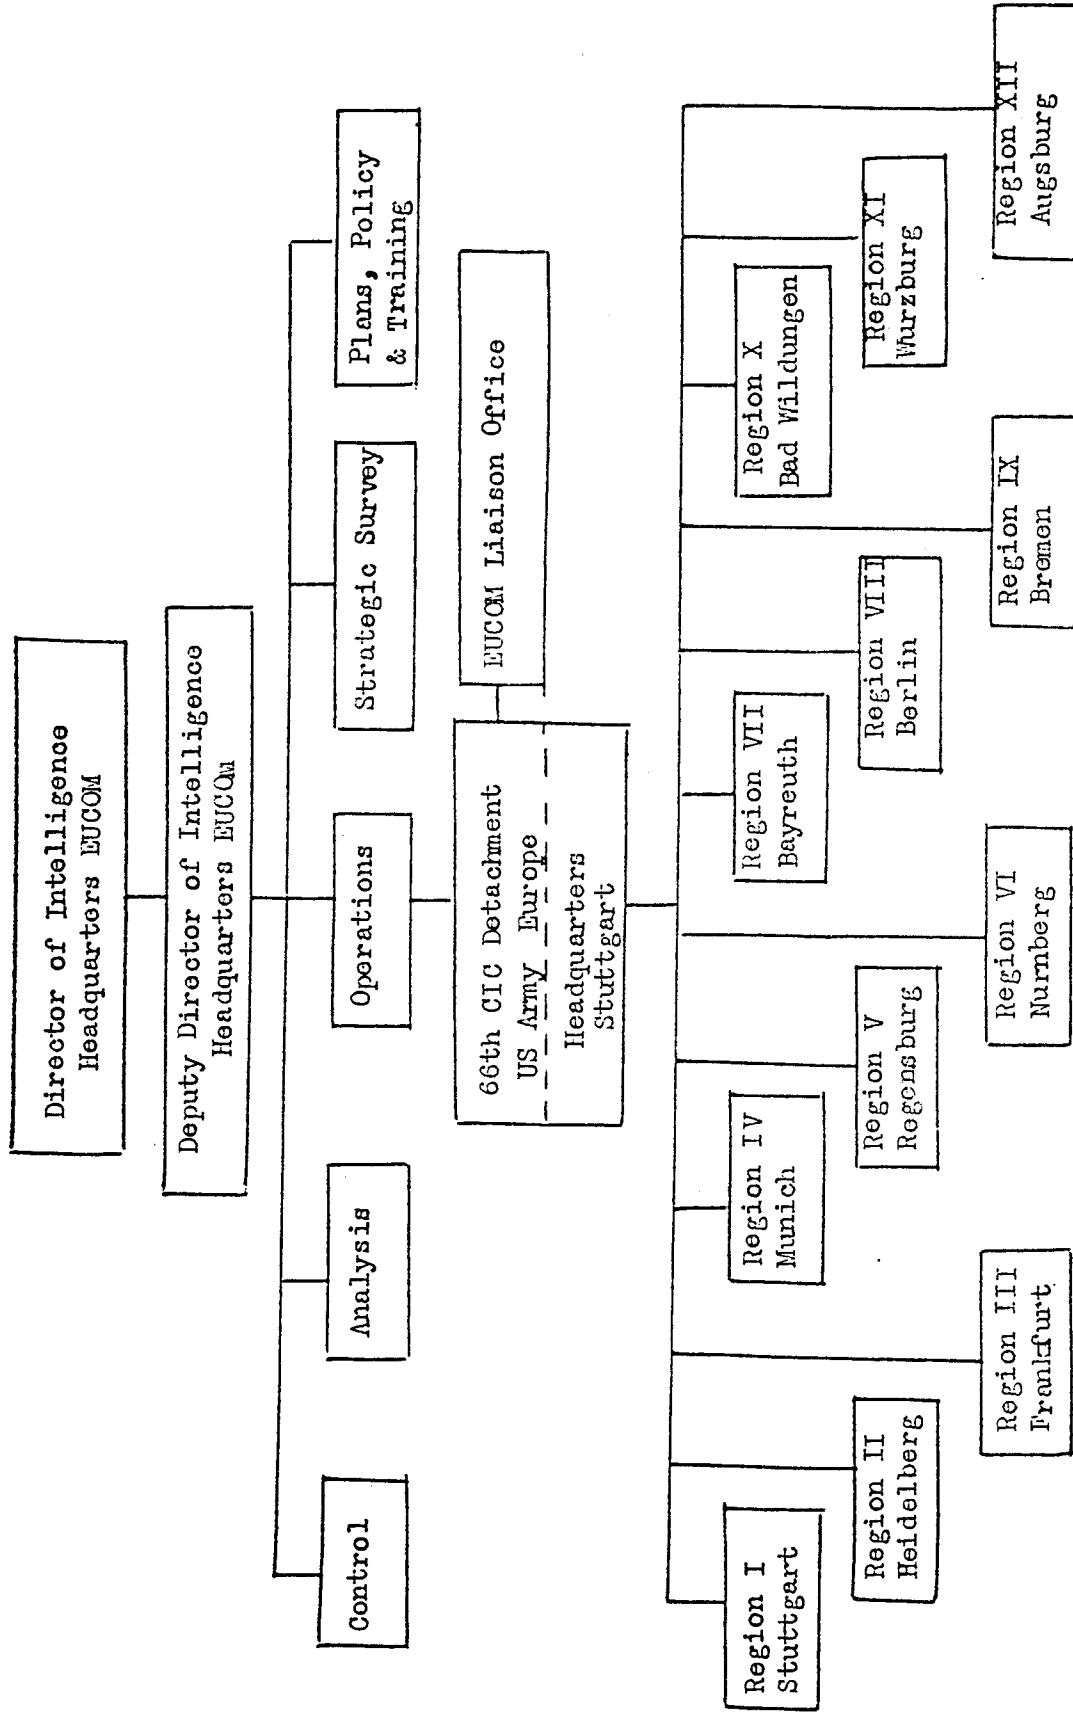 Director of Intelligence
Headquarters EUCOM
Deputy Director of Intelligence
Headquarters EUCOM
Control
Analysis
Operations
Strategic Survey
Plans, Policy
& Training
66th CIC Detachment
US Army Europe
Headquarters
Stuttgart
EUCOM Liaison Office
Region I
Stuttgart
Region II
Heidelberg
Region III
Frankfurt
Region IV
Munich
Region V
Regensburg
Region VI
Nurnberg
Region VII
Bayreuth
Region VIII
Berlin
Region IX
Bremen
Region X
Bad Wildungen
Region XI
Wurzburg
Region XII
Augsburg